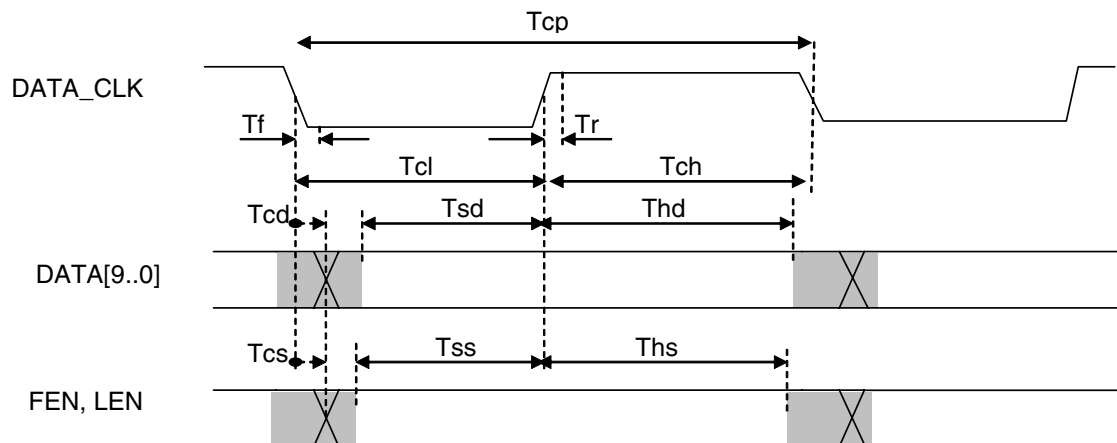 Tcp
DATA_CLK
Tf
Tr
Tcl
Tch
Tcd
Tsd
Thd
DATA[9..0]
Tcs
Tss
Ths
FEN, LEN